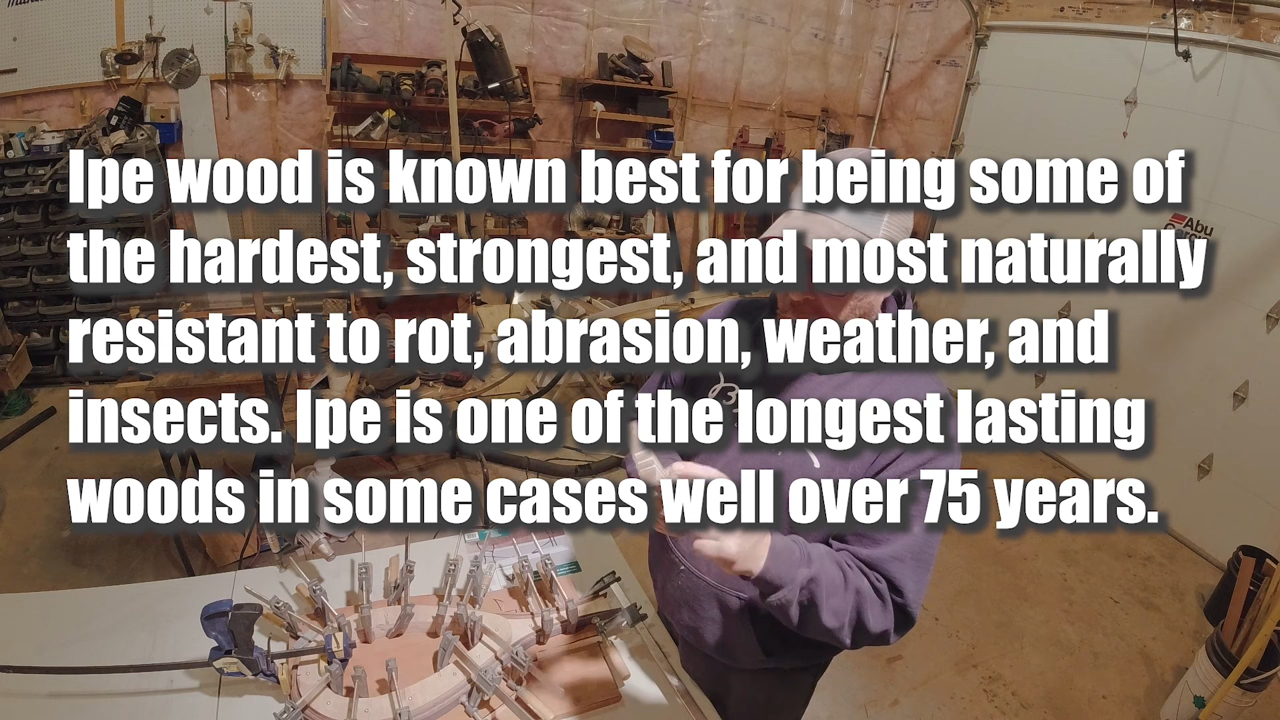 Ipe wood is known best for being some of
the hardest, strongest, and most naturally
resistant to rot, abrasion, weather, and
insects. Ipe is one of the longest lasting
woods in some cases well over 75 years.
Abu